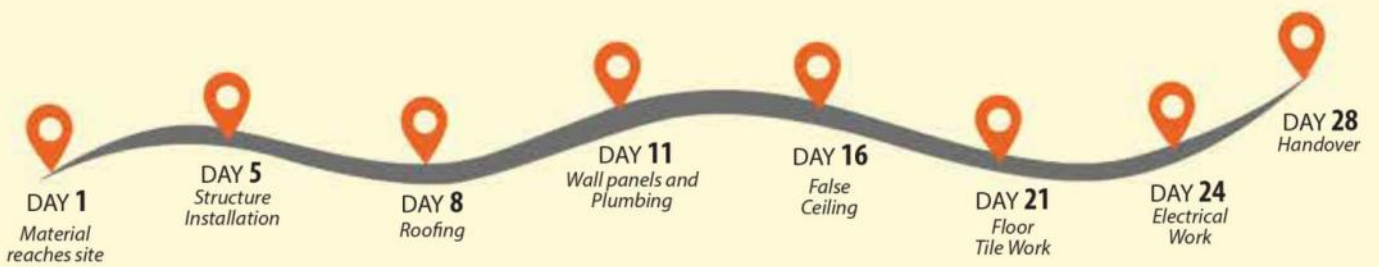 DAY 1
Material
reaches site
DAY 5
Structure
Installation
DAY 8
Roofing
DAY 11
Wall panels and
Plumbing
DAY 16
False
Ceiling
DAY 21
Floor
Tile Work
DAY 24
Electrical
Work
DAY 28
Handover